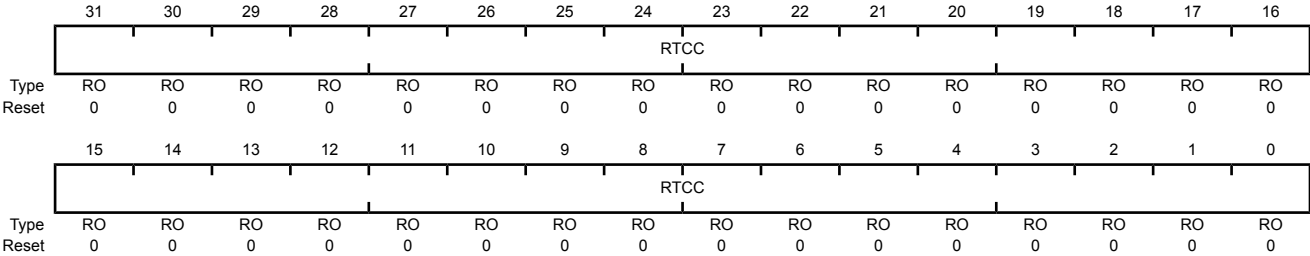 31 30 29 28 27 26 25 24 23 22 21 20 19 18 17 16
RTCC
Type RO RO RO RO RO RO RO RO RO RO RO RO RO RO RO RO
Reset 0 0 0 0 0 0 0 0 0 0 0 0 0 0 0 0
15 14 13 12 11 10 9 8 7 6 5 4 3 2 1 0
RTCC
Type RO RO RO RO RO RO RO RO RO RO RO RO RO RO RO RO
Reset 0 0 0 0 0 0 0 0 0 0 0 0 0 0 0 0